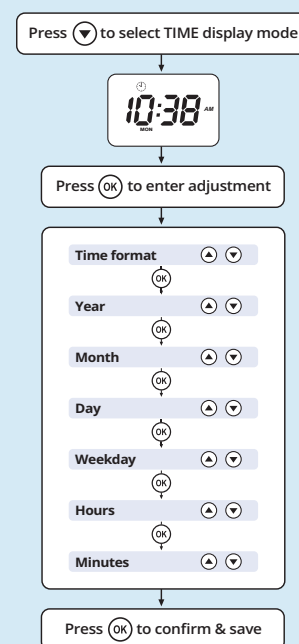 Press ▼ to select TIME display mode
10:38 AM
MON
Press OK to enter adjustment
Time format
OK
Year
OK
Month
OK
Day
OK
Weekday
OK
Hours
OK
Minutes
Press OK to confirm & save